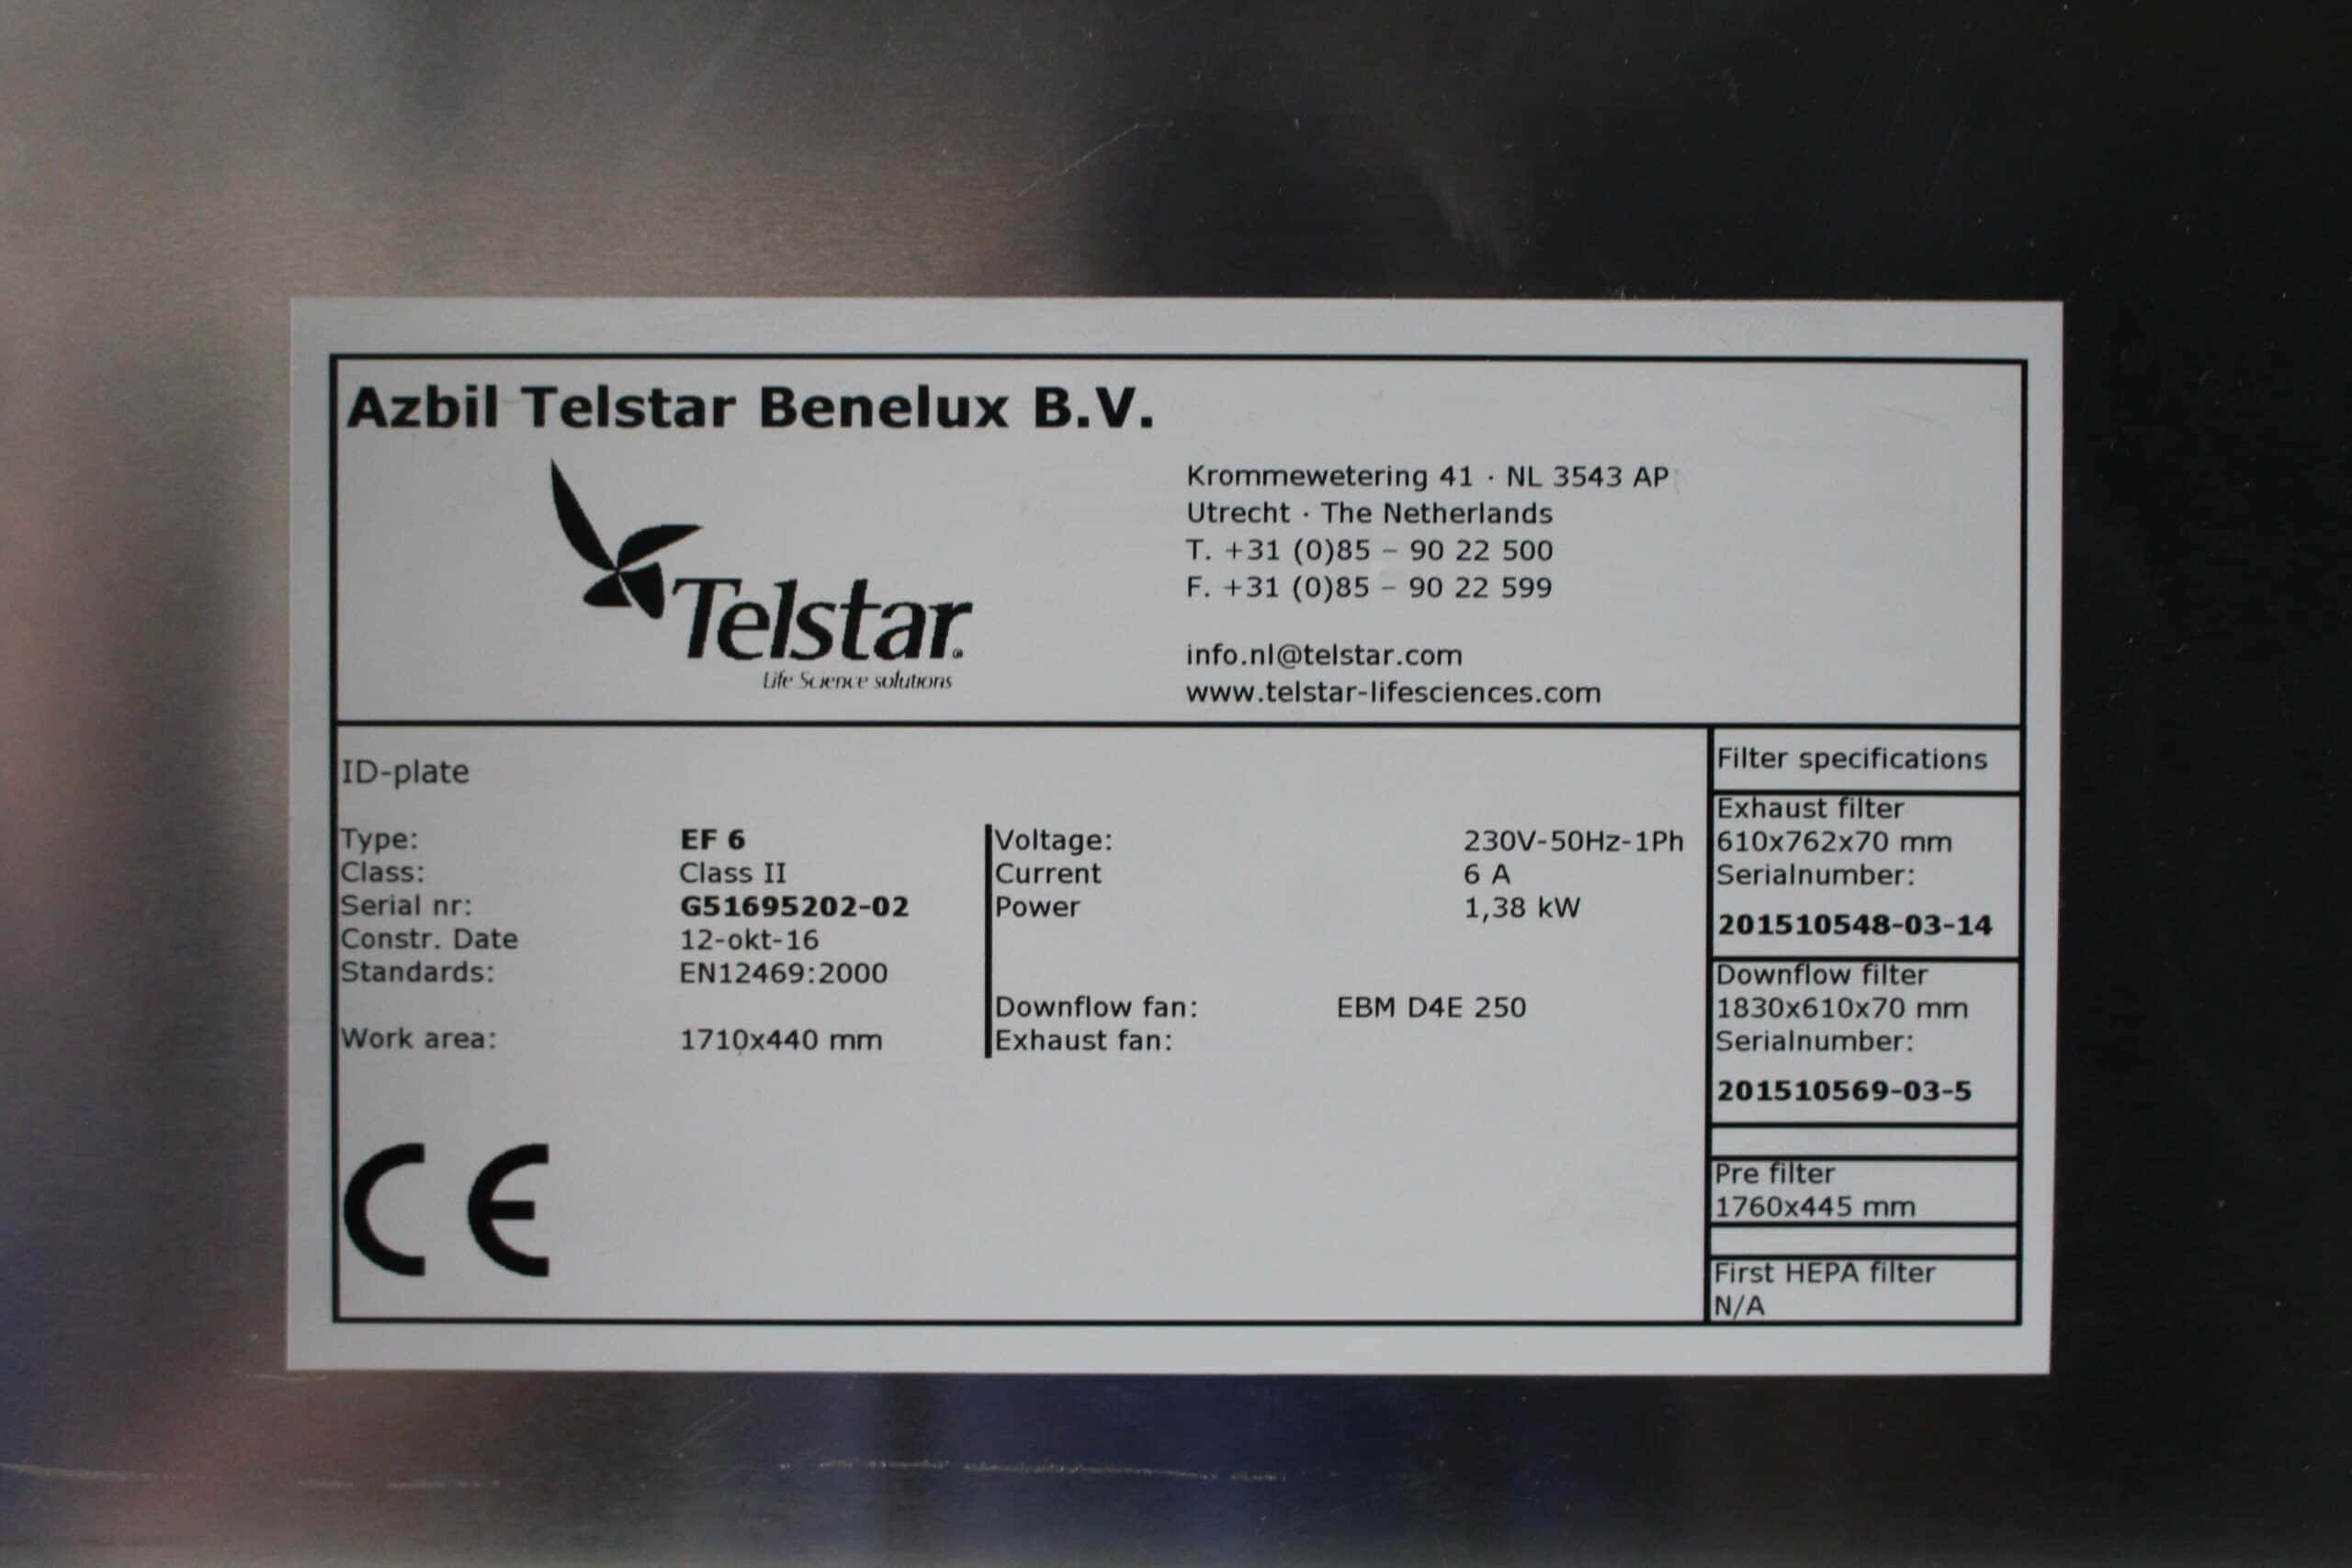 Azbil Telstar Benelux B.V.
Telstar®
Life Science solutions
Krommewetering 41 · NL 3543 AP
Utrecht · The Netherlands
T. +31 (0)85 – 90 22 500
F. +31 (0)85 – 90 22 599
info.nl@telstar.com
www.telstar-lifesciences.com
ID-plate
Type: EF 6
Class: Class II
Serial nr: G51695202-02
Constr. Date 12-okt-16
Standards: EN12469:2000
Work area: 1710x440 mm
Voltage: 230V-50Hz-1Ph
Current 6 A
Power 1,38 kW
Downflow fan: EBM D4E 250
Exhaust fan:
Filter specifications
Exhaust filter
610x762x70 mm
Serialnumber:
201510548-03-14
Downflow filter
1830x610x70 mm
Serialnumber:
201510569-03-5
Pre filter
1760x445 mm
First HEPA filter
N/A
CE